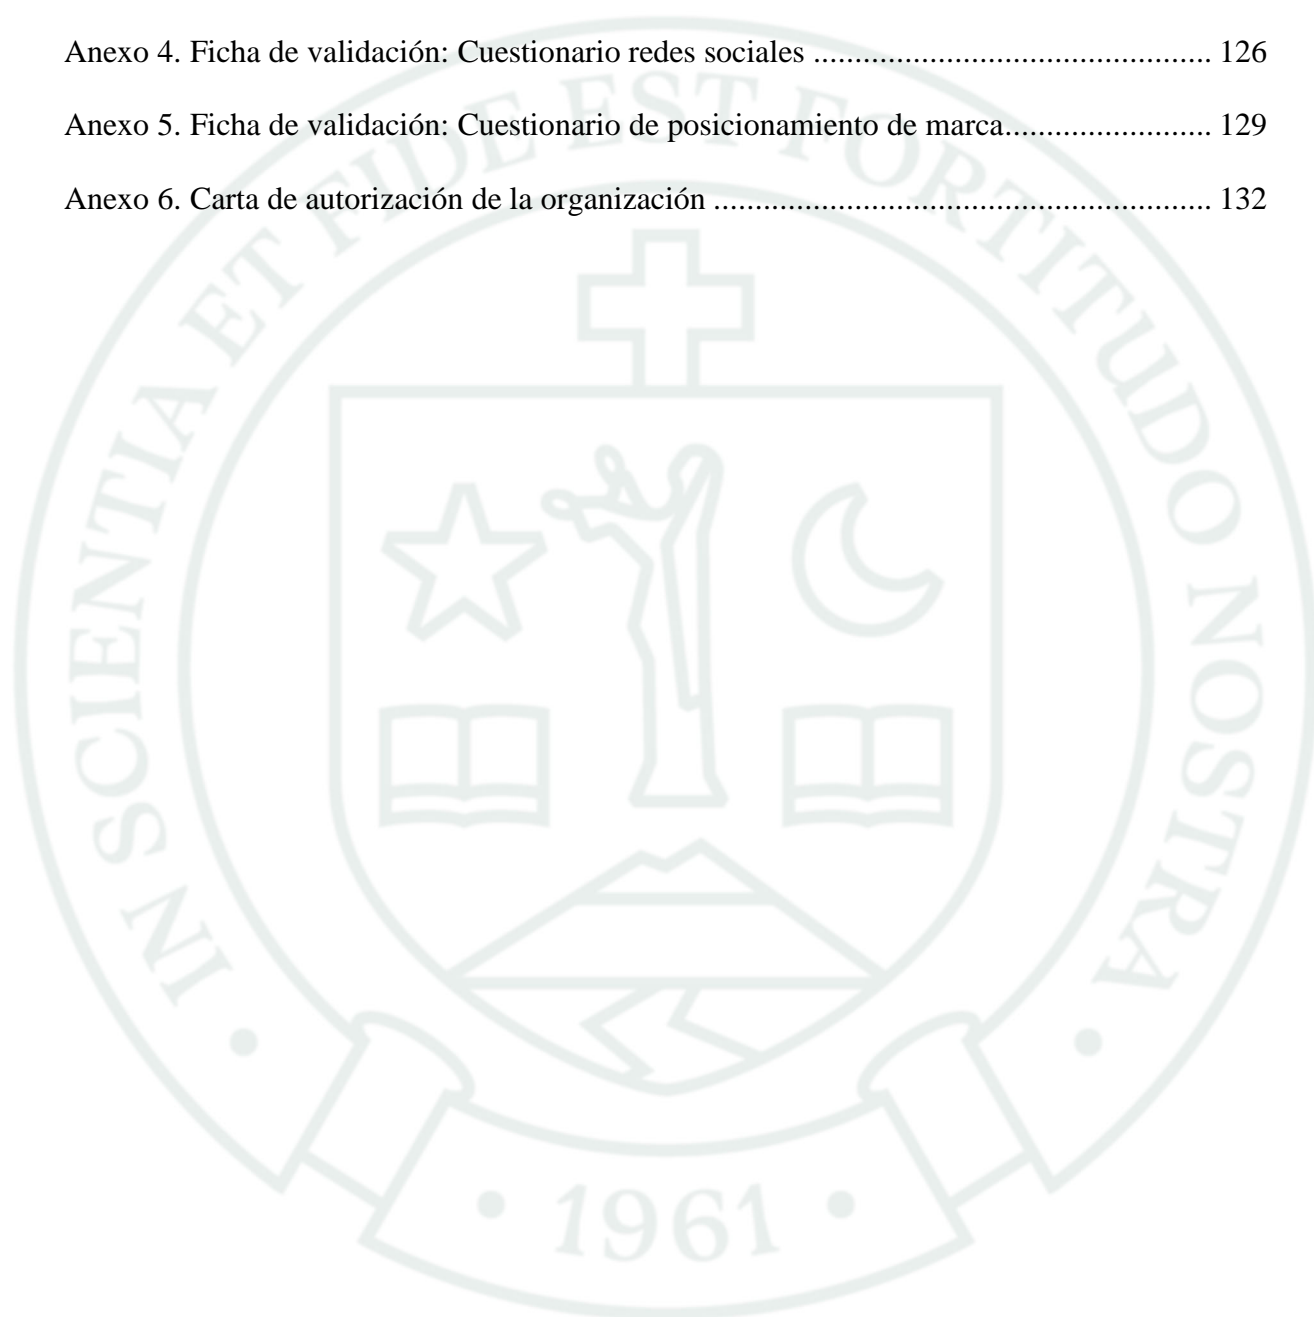 Anexo 4. Ficha de validación: Cuestionario redes sociales ................................................ 126
Anexo 5. Ficha de validación: Cuestionario de posicionamiento de marca......................... 129
Anexo 6. Carta de autorización de la organización ............................................................ 132
IN SCIENTIA ET FIDE EST FORTITUDO NOSTRA
• 1961 •